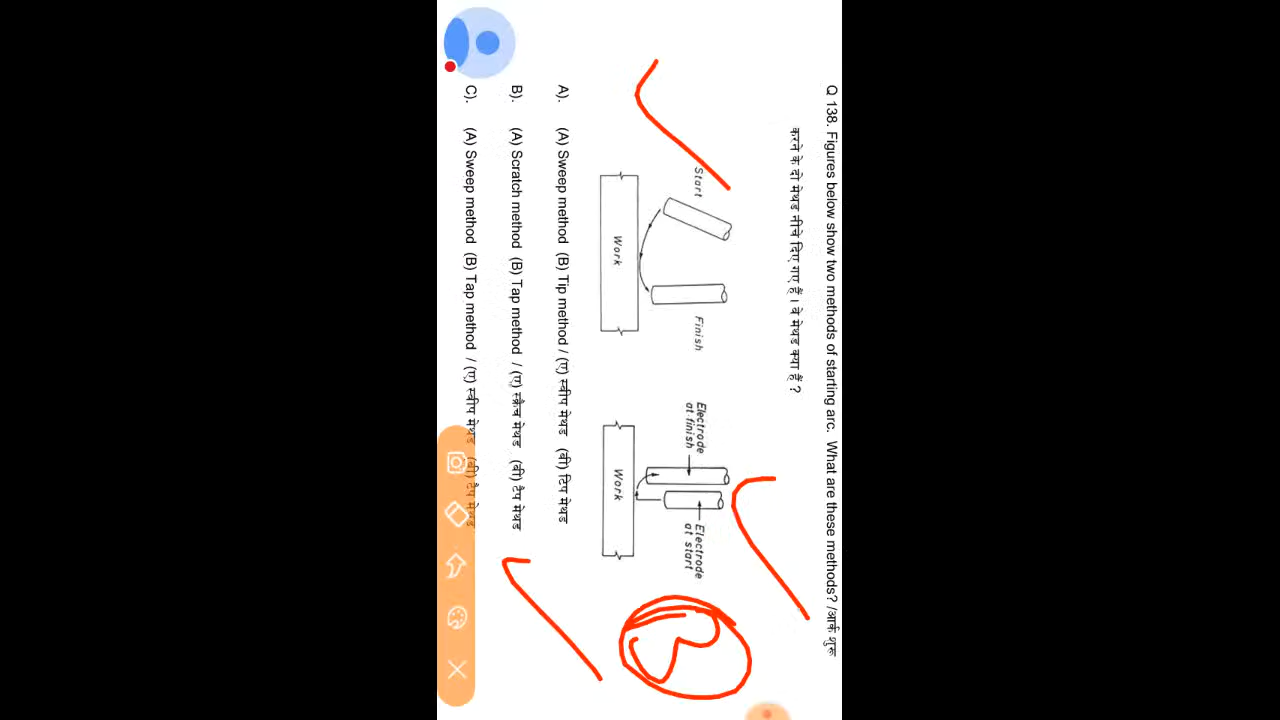 Q 138. Figures below show two methods of starting arc. What are these methods? /आर्क शुरू
करने के दो मेथड नीचे दिए गए हैं । वे मेथड क्या हैं ?
Start
Finish
Work
Electrode
at finish
Electrode
at start
Work
A). (A) Sweep method (B) Tip method / (ए) स्वीप मेथड (बी) टिप मेथड
B). (A) Scratch method (B) Tap method / (ए) स्क्रैच मेथड (बी) टैप मेथड
C). (A) Sweep method (B) Tap method / (ए) स्वीप मेथड (बी) टैप मेथड
B